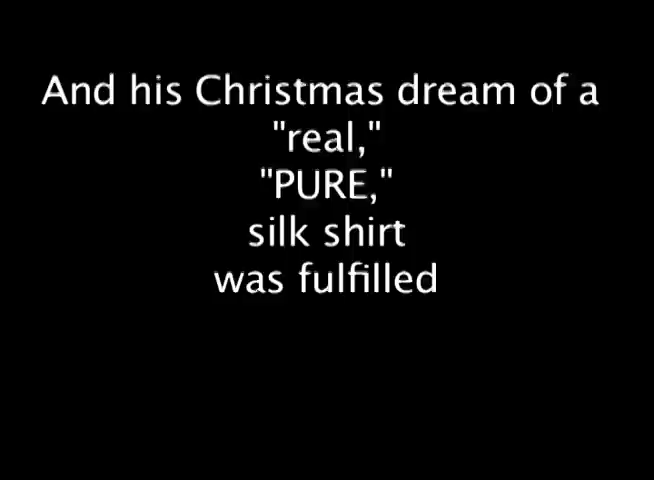 And his Christmas dream of a
"real,"
"PURE,"
silk shirt
was fulfilled